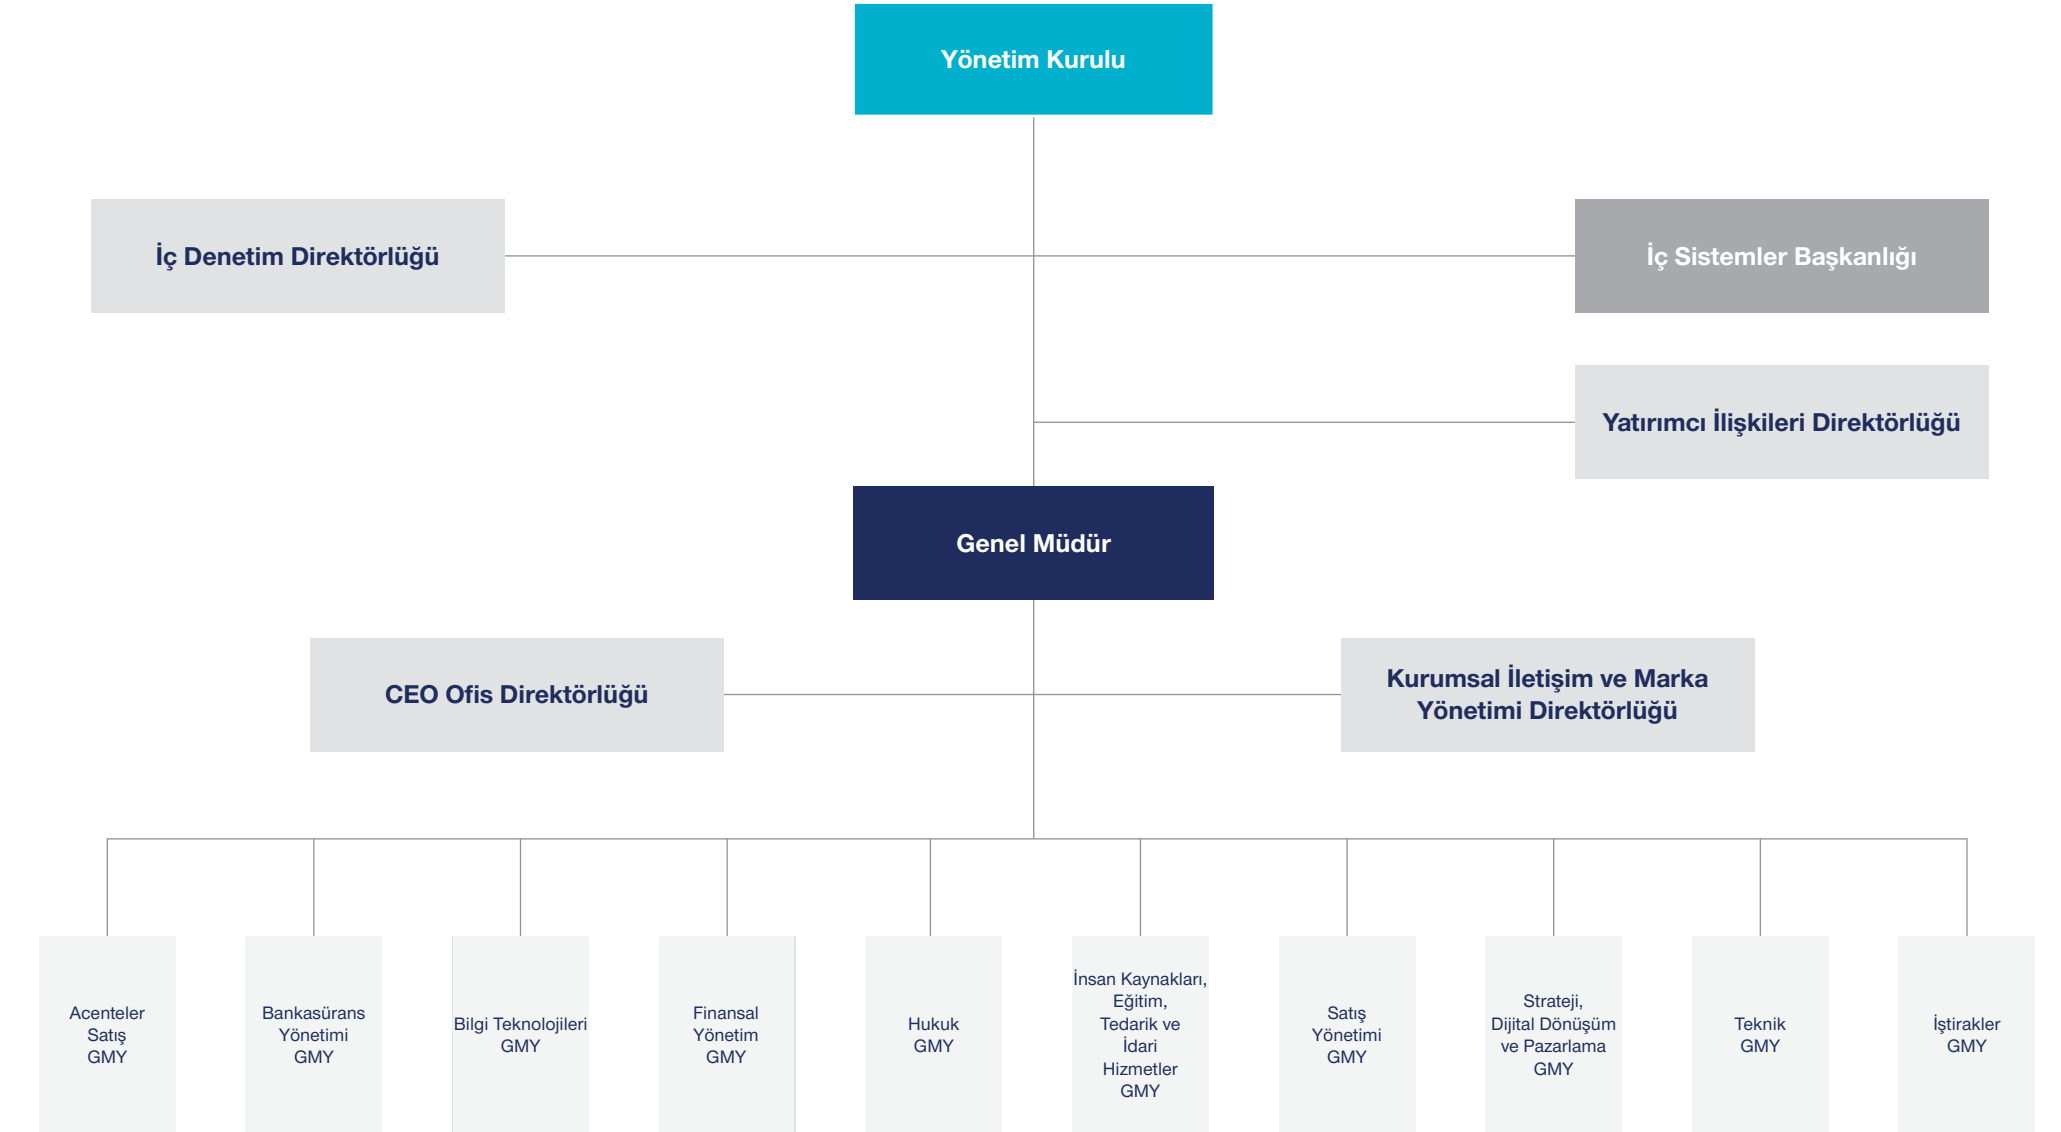 Yönetim Kurulu
İç Denetim Direktörlüğü
İç Sistemler Başkanlığı
Yatırımcı İlişkileri Direktörlüğü
Genel Müdür
CEO Ofis Direktörlüğü
Kurumsal İletişim ve Marka
Yönetimi Direktörlüğü
Acenteler
Satış
GMY
Bankasürans
Yönetimi
GMY
Bilgi Teknolojileri
GMY
Finansal
Yönetim
GMY
Hukuk
GMY
İnsan Kaynakları,
Eğitim,
Tedarik ve
İdari
Hizmetler
GMY
Satış
Yönetimi
GMY
Strateji,
Dijital Dönüşüm
ve Pazarlama
GMY
Teknik
GMY
İştirakler
GMY